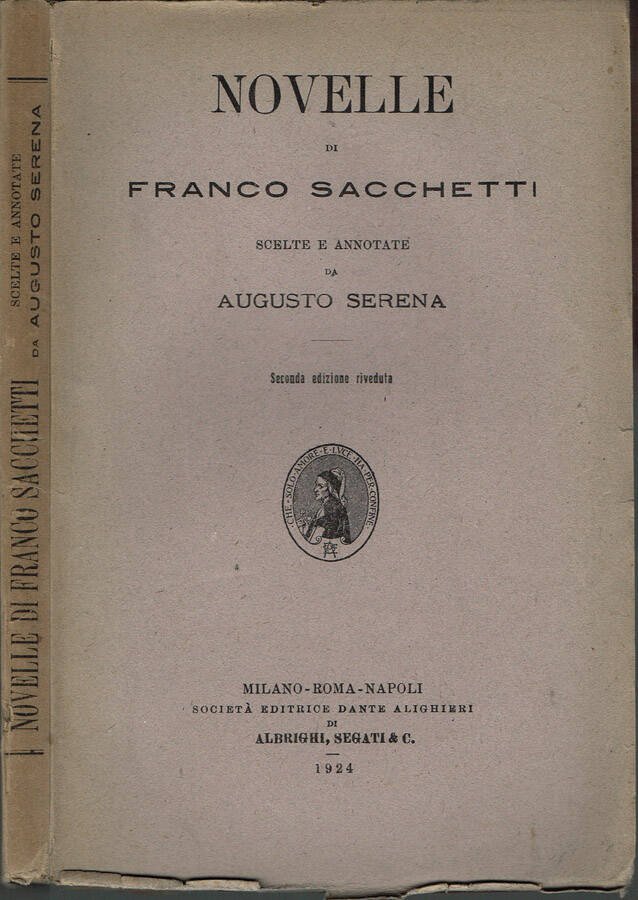 NOVELLE
DI
FRANCO SACCHETTI
SCELTE E ANNOTATE
DA
AUGUSTO SERENA
Seconda edizione riveduta
CHE·SOLO·AMORE·E·LVCE·HA·PER·CONFINE
MILANO-ROMA-NAPOLI
SOCIETÀ EDITRICE DANTE ALIGHIERI
DI
ALBRIGHI, SEGATI & C.
1924
NOVELLE DI FRANCO SACCHETTI
SCELTE E ANNOTATE
DA AUGUSTO SERENA